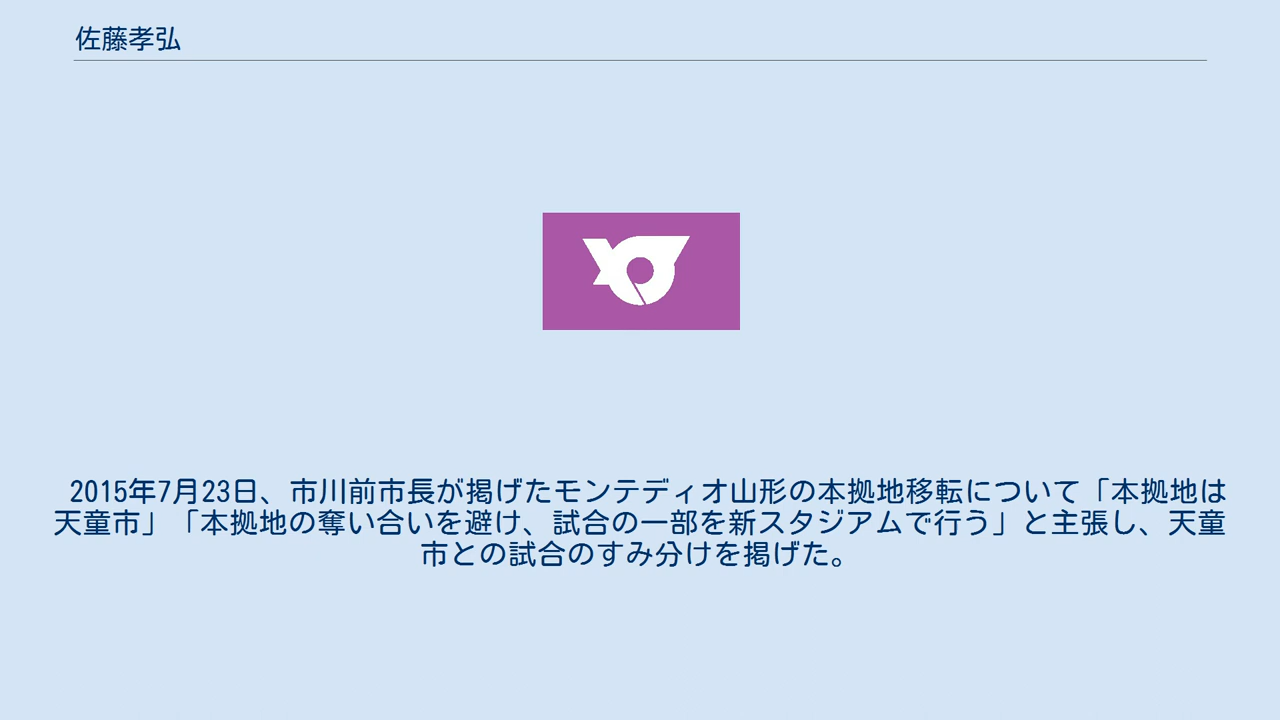 佐藤孝弘
2015年7月23日、市川前市長が掲げたモンテディオ山形の本拠地移転について「本拠地は
天童市」「本拠地の奪い合いを避け、試合の一部を新スタジアムで行う」と主張し、天童
市との試合のすみ分けを掲げた。